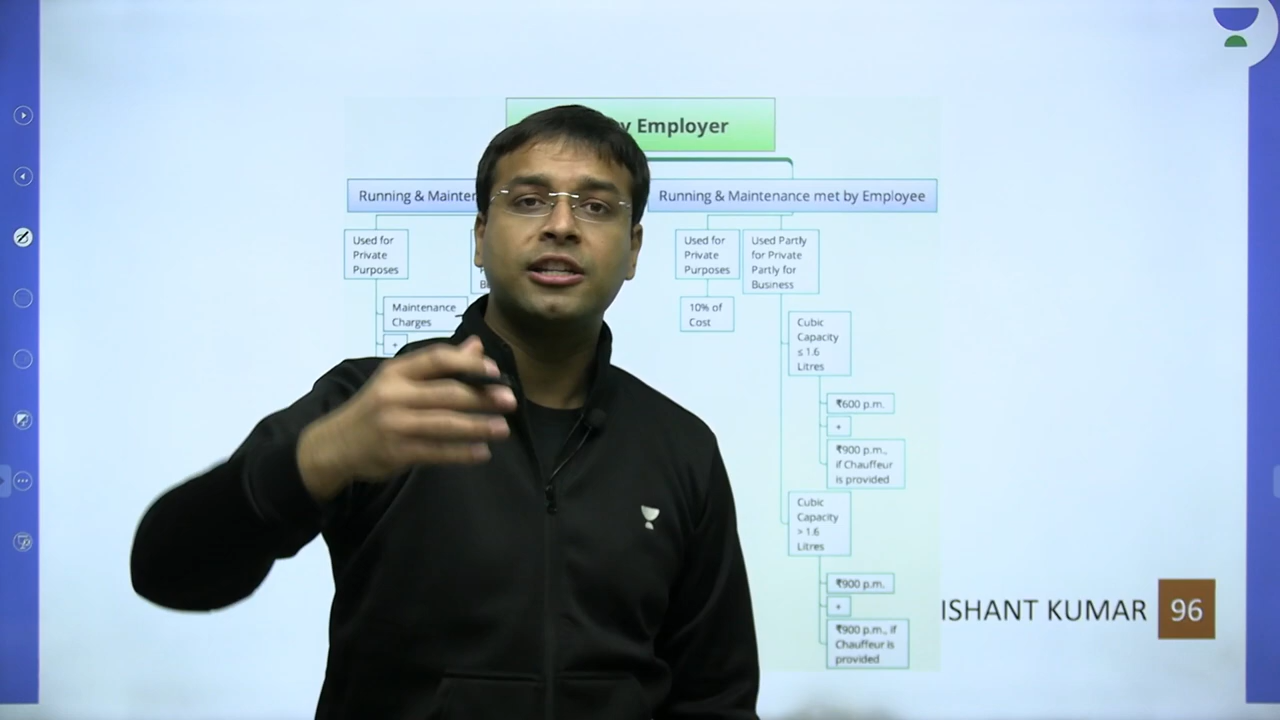 y Employer
Running & Mainten
Running & Maintenance met by Employee
Used for
Private
Purposes
Maintenance
Charges
+
Used for
Private
Purposes
10% of
Cost
Used Partly
for Private
Partly for
Business
Cubic
Capacity
≤ 1.6
Litres
₹600 p.m.
+
₹900 p.m.,
if Chauffeur
is provided
Cubic
Capacity
> 1.6
Litres
₹900 p.m.
+
₹900 p.m., if
Chauffeur is
provided
ISHANT KUMAR 96